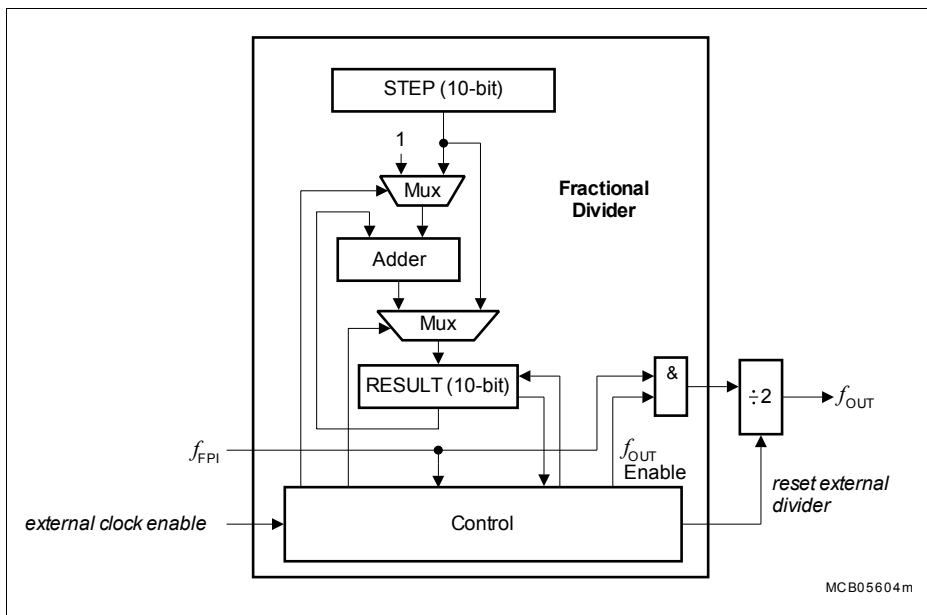 STEP (10-bit)
1
Mux
Fractional
Divider
Adder
Mux
RESULT (10-bit)
&
÷2
fOUT
fFPI
fOUT
Enable
reset external
divider
external clock enable
Control
MCB05604m